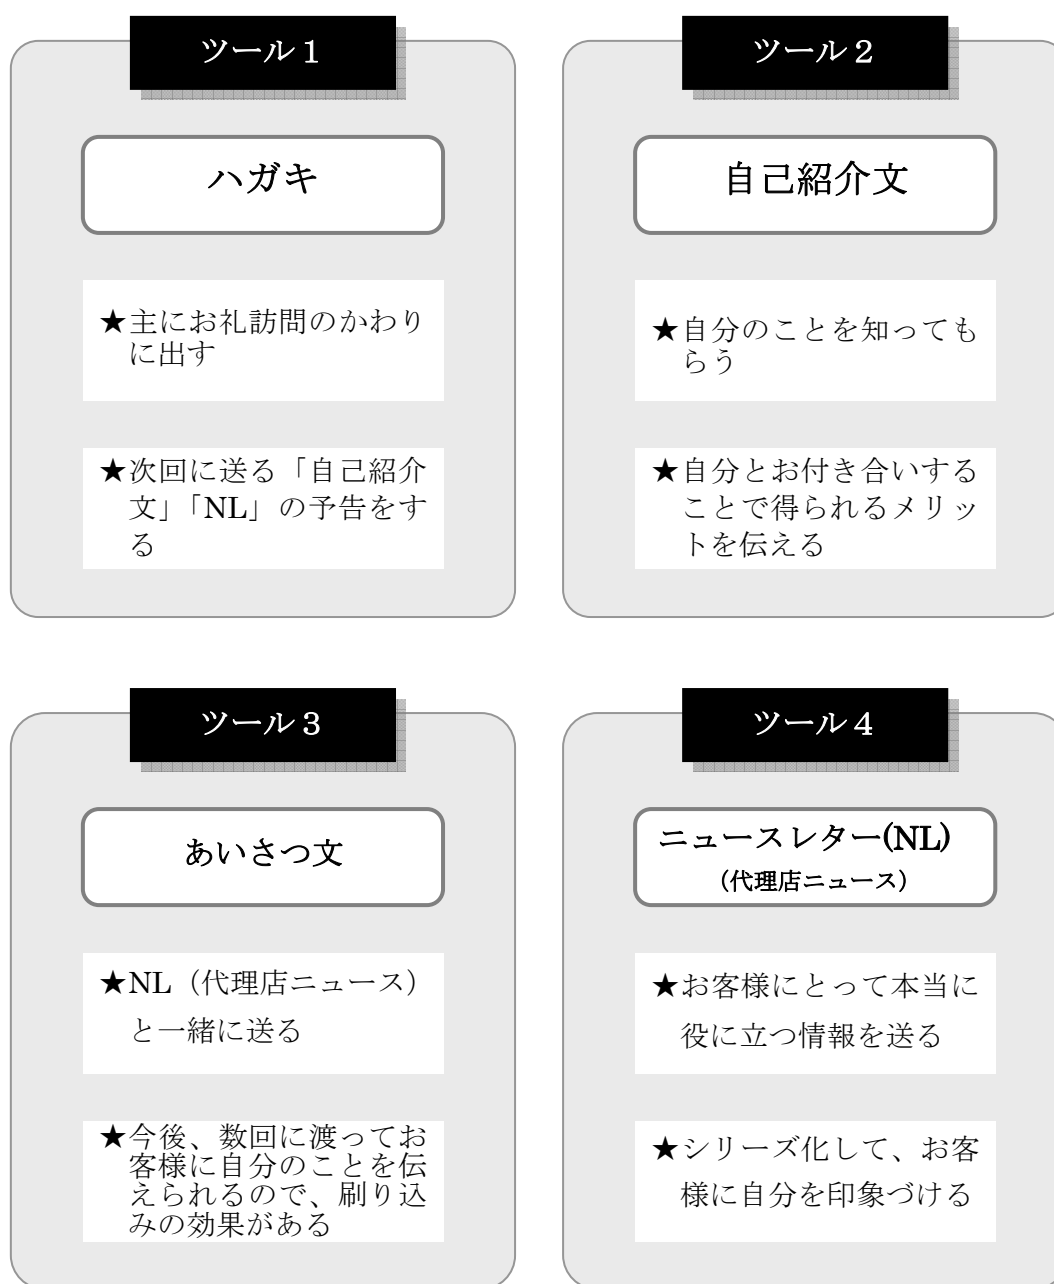 ツール１
ハガキ
★主にお礼訪問のかわり
に出す
★次回に送る「自己紹介
文」「NL」の予告をす
る
ツール２
自己紹介文
★自分のことを知っても
らう
★自分とお付き合いする
ことで得られるメリッ
トを伝える
ツール３
あいさつ文
★NL（代理店ニュース）
と一緒に送る
★今後、数回に渡ってお
客様に自分のことを伝
えられるので、刷り込
みの効果がある
ツール４
ニュースレター(NL)
（代理店ニュース）
★お客様にとって本当に
役に立つ情報を送る
★シリーズ化して、お客
様に自分を印象づける